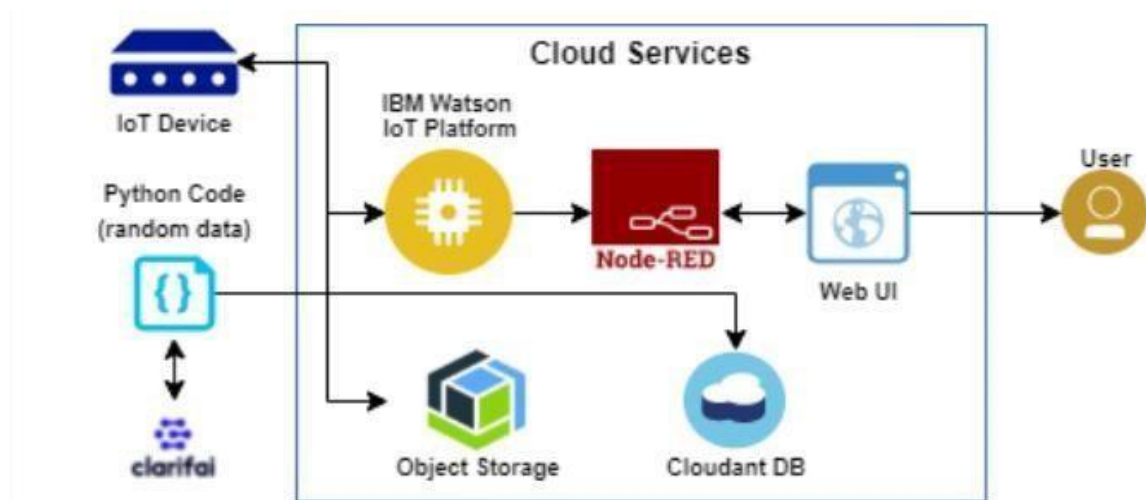 Cloud Services
IoT Device
IBM Watson
IoT Platform
User
Python Code
(random data)
{}
Node-RED
Web UI
clarifai
Object Storage
Cloudant DB